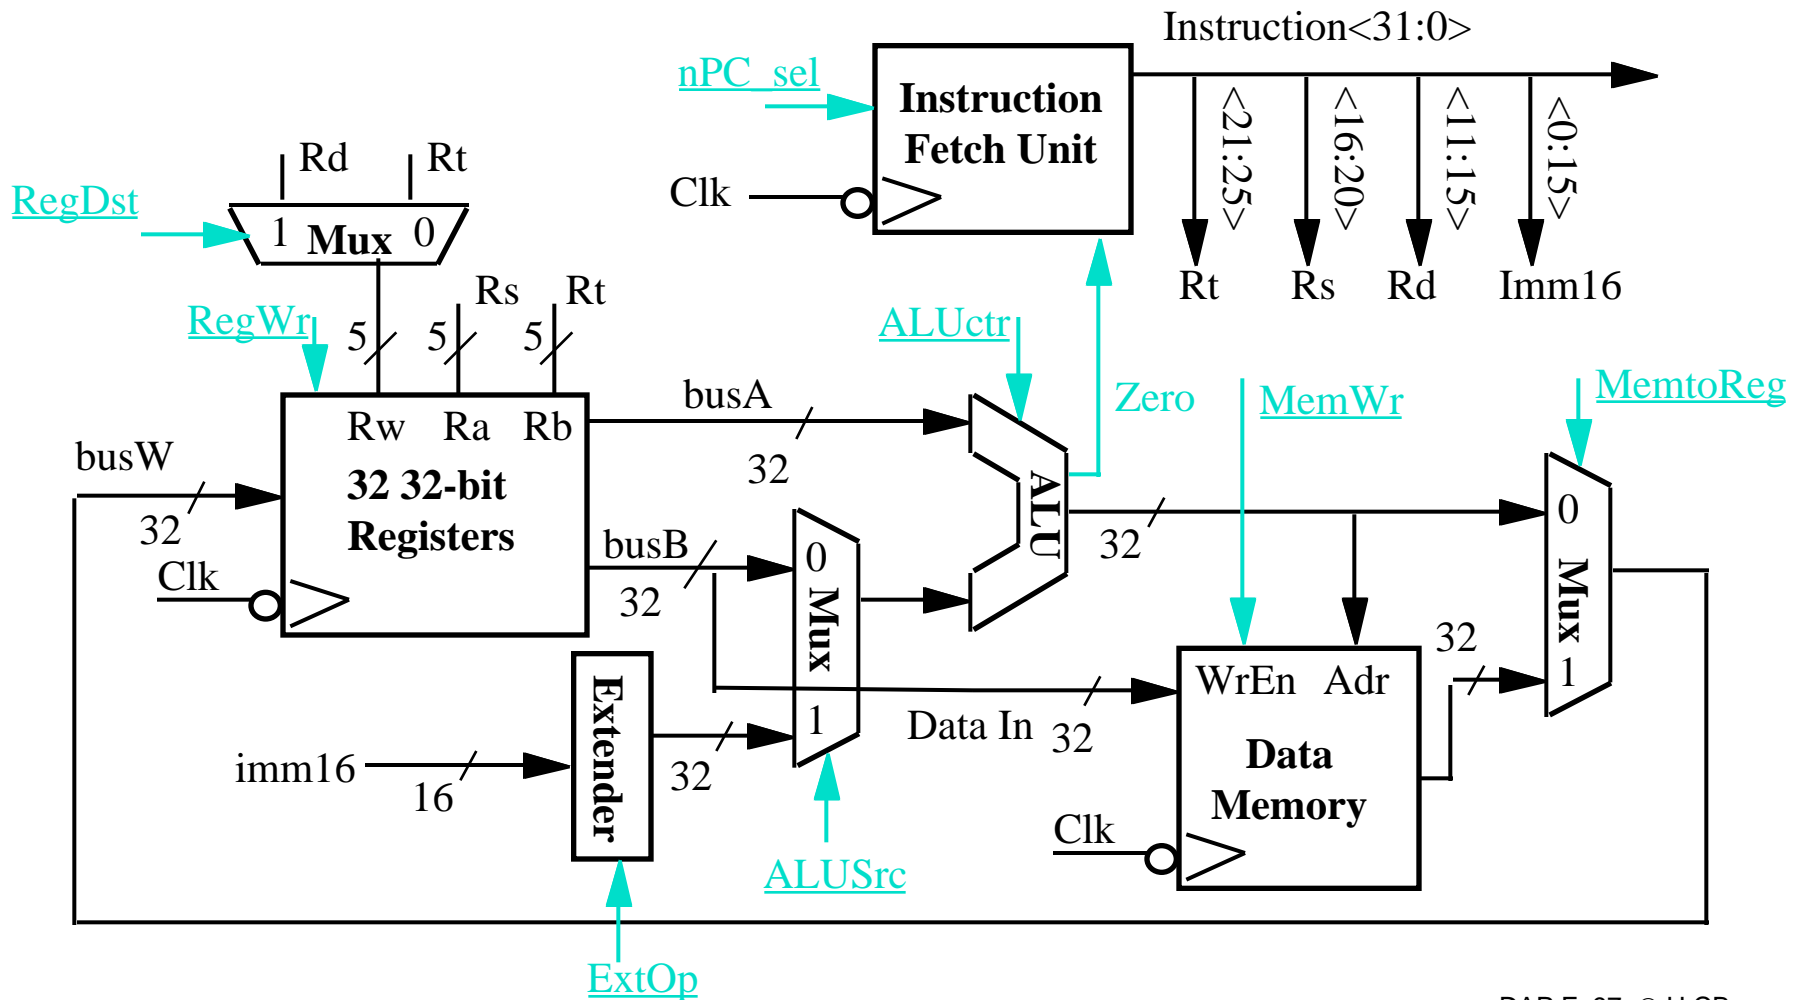 Instruction<31:0>
nPC_sel
Instruction
Fetch Unit
Clk
<21:25>
<16:20>
<11:15>
<0:15>
Rt
Rs
Rd
Imm16
Rd
Rt
RegDst
1
Mux
0
RegWr
5
5
Rs
5
Rt
busW
32
Rw
Ra
Rb
32 32-bit
Registers
Clk
busA
32
busB
32
ALUctr
ALU
Zero
32
MemWr
MemtoReg
0
Mux
1
0
Mux
1
imm16
16
Extender
32
ExtOp
ALUSrc
Data In
32
WrEn
Adr
Data
Memory
Clk
32